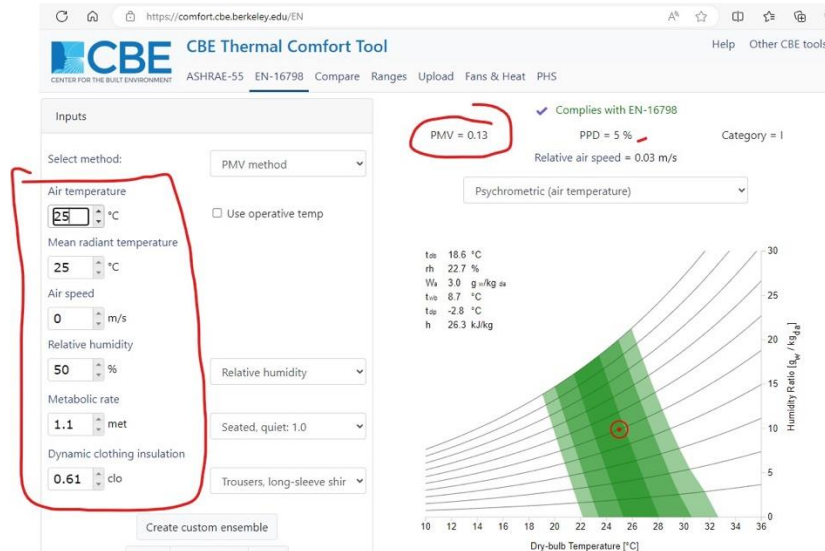 https://comfort.cbe.berkeley.edu/EN
CBE
CENTER FOR THE BUILT ENVIRONMENT
CBE Thermal Comfort Tool
Help Other CBE tools
ASHRAE-55 EN-16798 Compare Ranges Upload Fans & Heat PHS
Inputs
Select method:
PMV method
Air temperature
25 °C
Use operative temp
Mean radiant temperature
25 °C
Air speed
0 m/s
Relative humidity
50 %
Relative humidity
Metabolic rate
1.1 met
Seated, quiet: 1.0
Dynamic clothing insulation
0.61 clo
Trousers, long-sleeve shir
Create custom ensemble
✔ Complies with EN-16798
PMV = 0.13 PPD = 5 % Category = I
Relative air speed = 0.03 m/s
Psychrometric (air temperature)
tdb 18.6 °C
rh 22.7 %
Wa 3.0 g w/kg da
twb 8.7 °C
tdp -2.8 °C
h 26.3 kJ/kg
30
25
20
15
10
5
0
Humidity Ratio [gw / kgda]
10 12 14 16 18 20 22 24 26 28 30 32 34 36
Dry-bulb Temperature [°C]